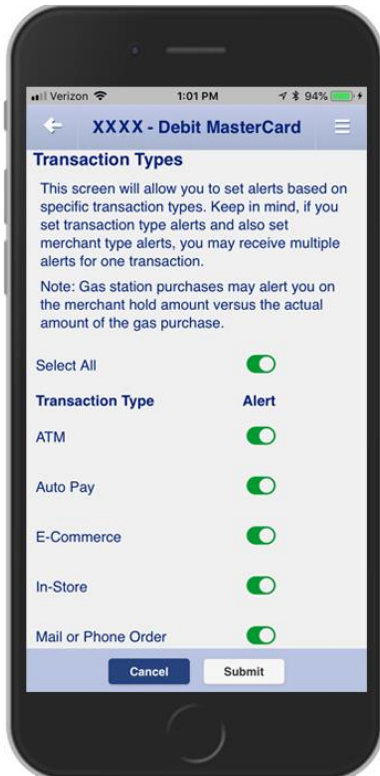 Verizon 1:01 PM 94%
XXXX - Debit MasterCard
Transaction Types
This screen will allow you to set alerts based on
specific transaction types. Keep in mind, if you
set transaction type alerts and also set
merchant type alerts, you may receive multiple
alerts for one transaction.
Note: Gas station purchases may alert you on
the merchant hold amount versus the actual
amount of the gas purchase.
Select All
Transaction Type Alert
ATM
Auto Pay
E-Commerce
In-Store
Mail or Phone Order
Cancel Submit